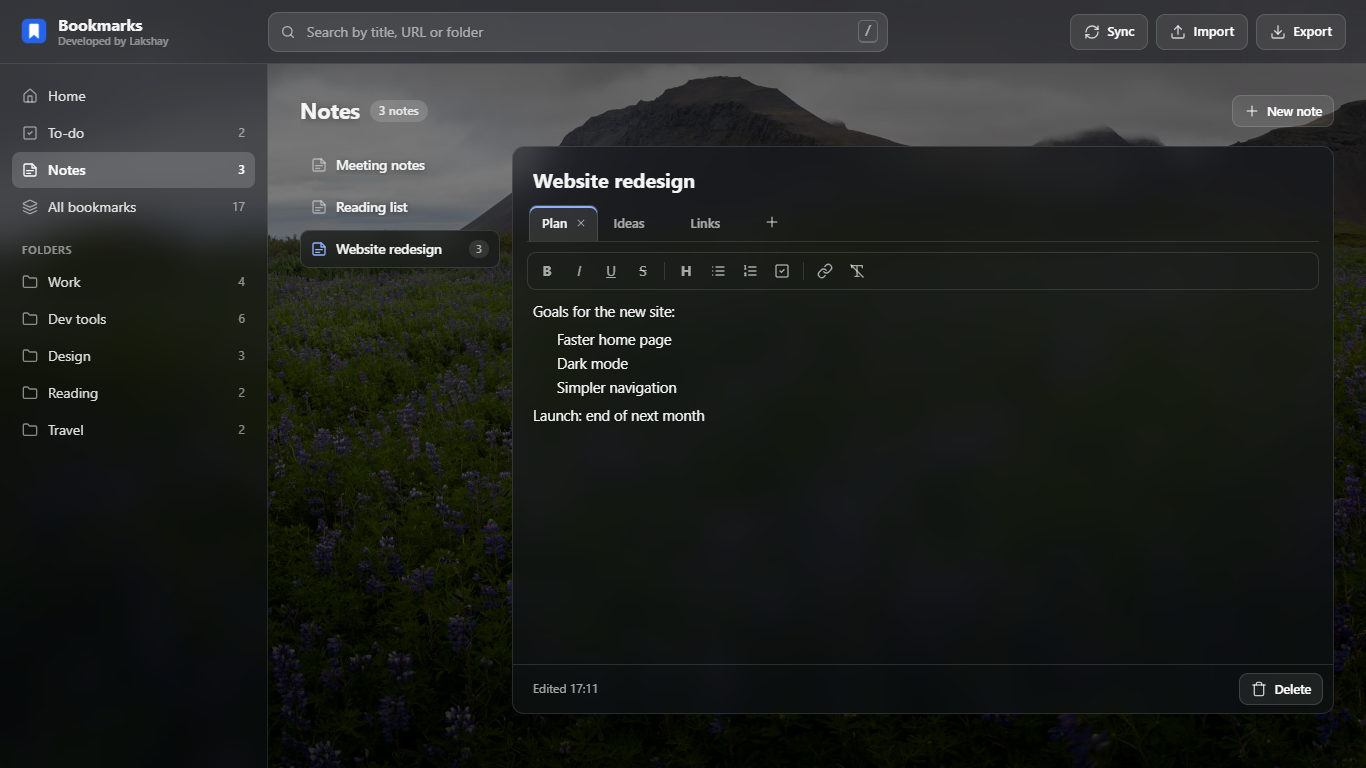 Bookmarks
Developed by Lakshay
Search by title, URL or folder
/
Sync
Import
Export
Home
To-do 2
Notes 3
All bookmarks 17
FOLDERS
Work 4
Dev tools 6
Design 3
Reading 2
Travel 2
Notes
3 notes
New note
Meeting notes
Reading list
Website redesign 3
Website redesign
Plan × Ideas Links +
B I U S H
Goals for the new site:
Faster home page
Dark mode
Simpler navigation
Launch: end of next month
Edited 17:11
Delete